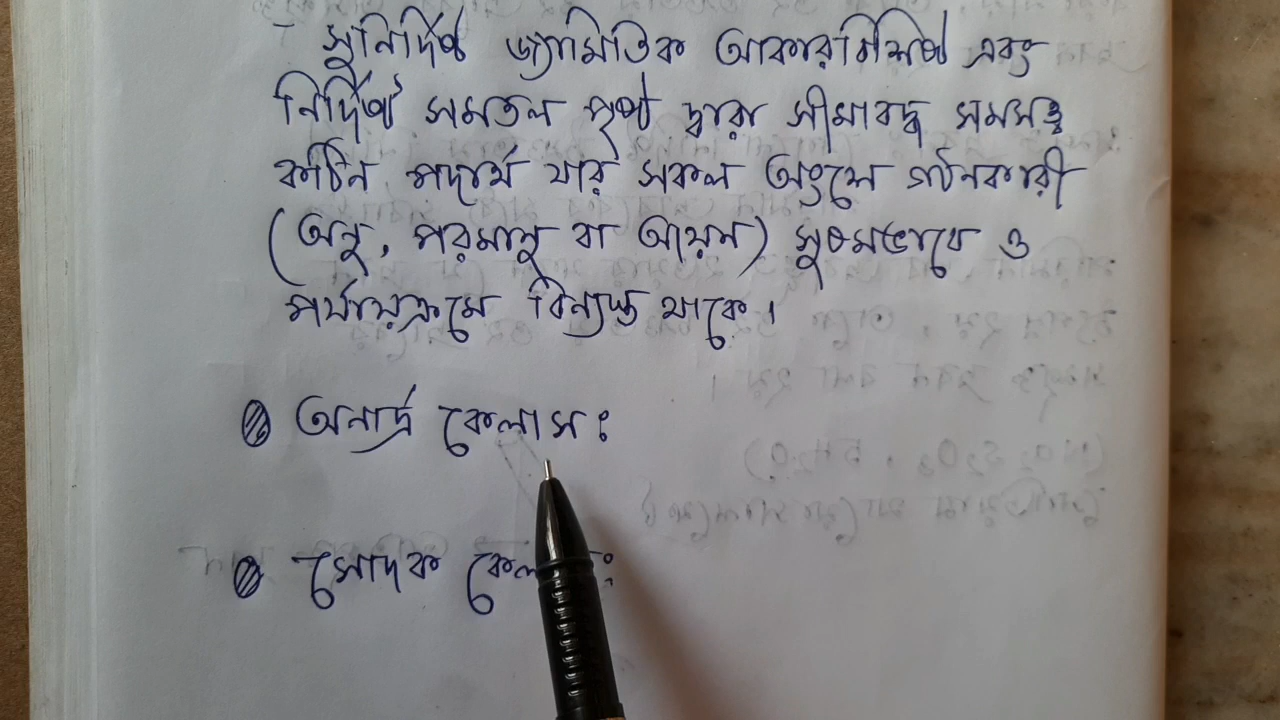 সুনির্দিষ্ট জ্যামিতিক আকারবিশিষ্ট এবং
নির্দিষ্ট সমতল পৃষ্ঠ দ্বারা সীমাবদ্ধ সমসত্ত্ব
কঠিন পদার্থ যার সকল অংশে গঠনকারী
(অনু, পরমানু বা আয়ন) সুষমভাবে ও
পর্যায়ক্রমে বিন্যস্ত থাকে।
অনার্দ্র কেলাস:
সোদক